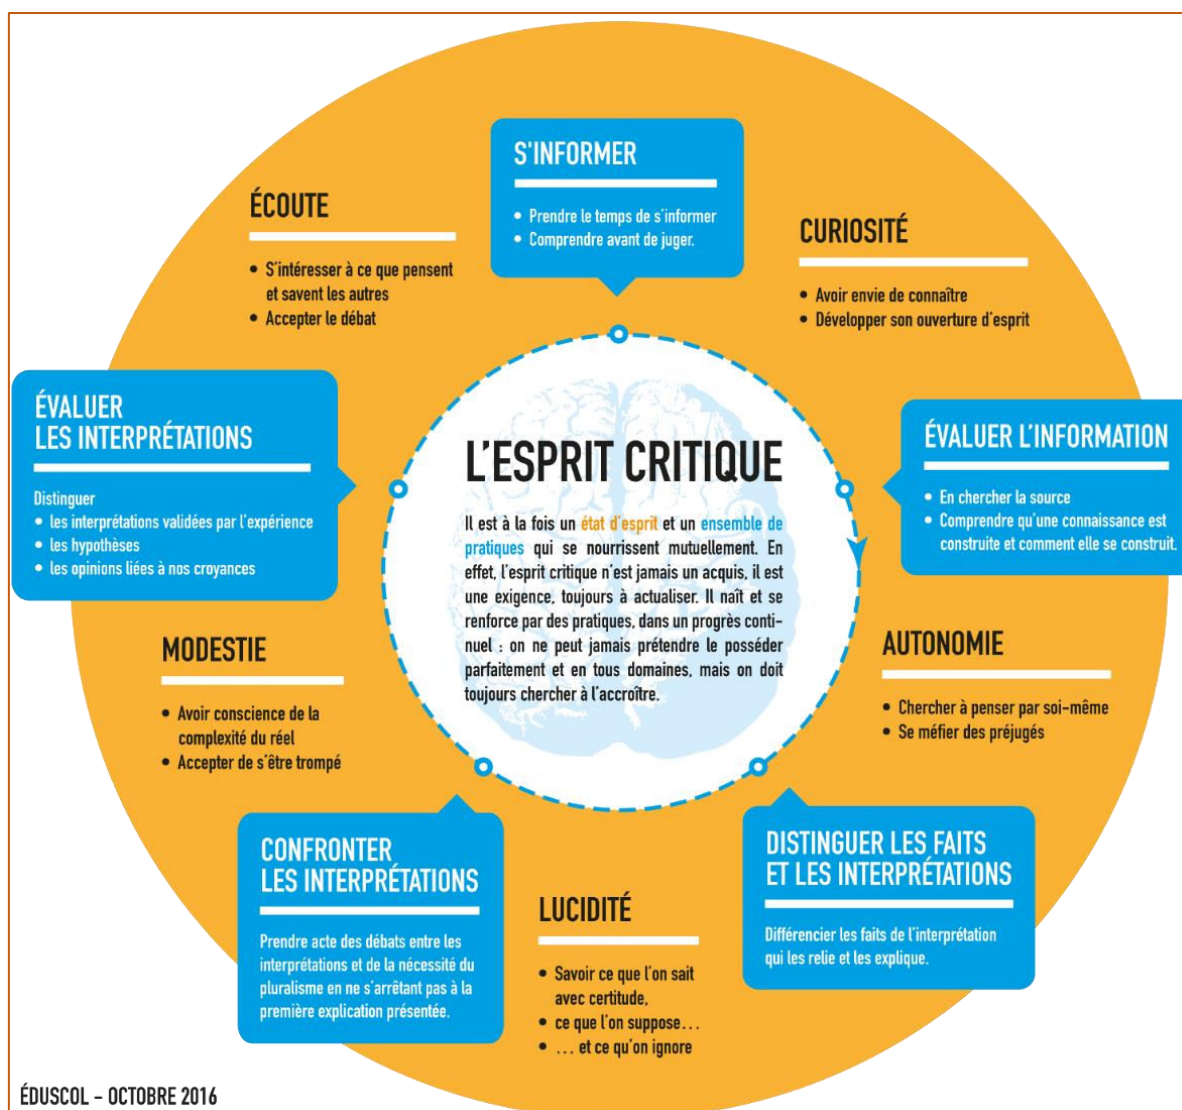 S'INFORMER
• Prendre le temps de s'informer
• Comprendre avant de juger.
CURIOSITÉ
• Avoir envie de connaître
• Développer son ouverture d'esprit
ÉVALUER L'INFORMATION
• En chercher la source
• Comprendre qu'une connaissance est
construite et comment elle se construit.
AUTONOMIE
• Chercher à penser par soi-même
• Se méfier des préjugés
DISTINGUER LES FAITS
ET LES INTERPRÉTATIONS
Différencier les faits de l'interprétation
qui les relie et les explique.
LUCIDITÉ
• Savoir ce que l'on sait
avec certitude,
• ce que l'on suppose…
• … et ce qu'on ignore
CONFRONTER
LES INTERPRÉTATIONS
Prendre acte des débats entre les
interprétations et de la nécessité du
pluralisme en ne s'arrêtant pas à la
première explication présentée.
MODESTIE
• Avoir conscience de la
complexité du réel
• Accepter de s'être trompé
ÉVALUER
LES INTERPRÉTATIONS
Distinguer
• les interprétations validées par l'expérience
• les hypothèses
• les opinions liées à nos croyances
ÉCOUTE
• S'intéresser à ce que pensent
et savent les autres
• Accepter le débat
L'ESPRIT CRITIQUE
Il est à la fois un état d'esprit et un ensemble de
pratiques qui se nourrissent mutuellement. En
effet, l'esprit critique n'est jamais un acquis, il est
une exigence, toujours à actualiser. Il naît et se
renforce par des pratiques, dans un progrès conti-
nuel : on ne peut jamais prétendre le posséder
parfaitement et en tous domaines, mais on doit
toujours chercher à l'accroître.
ÉDUSCOL – OCTOBRE 2016